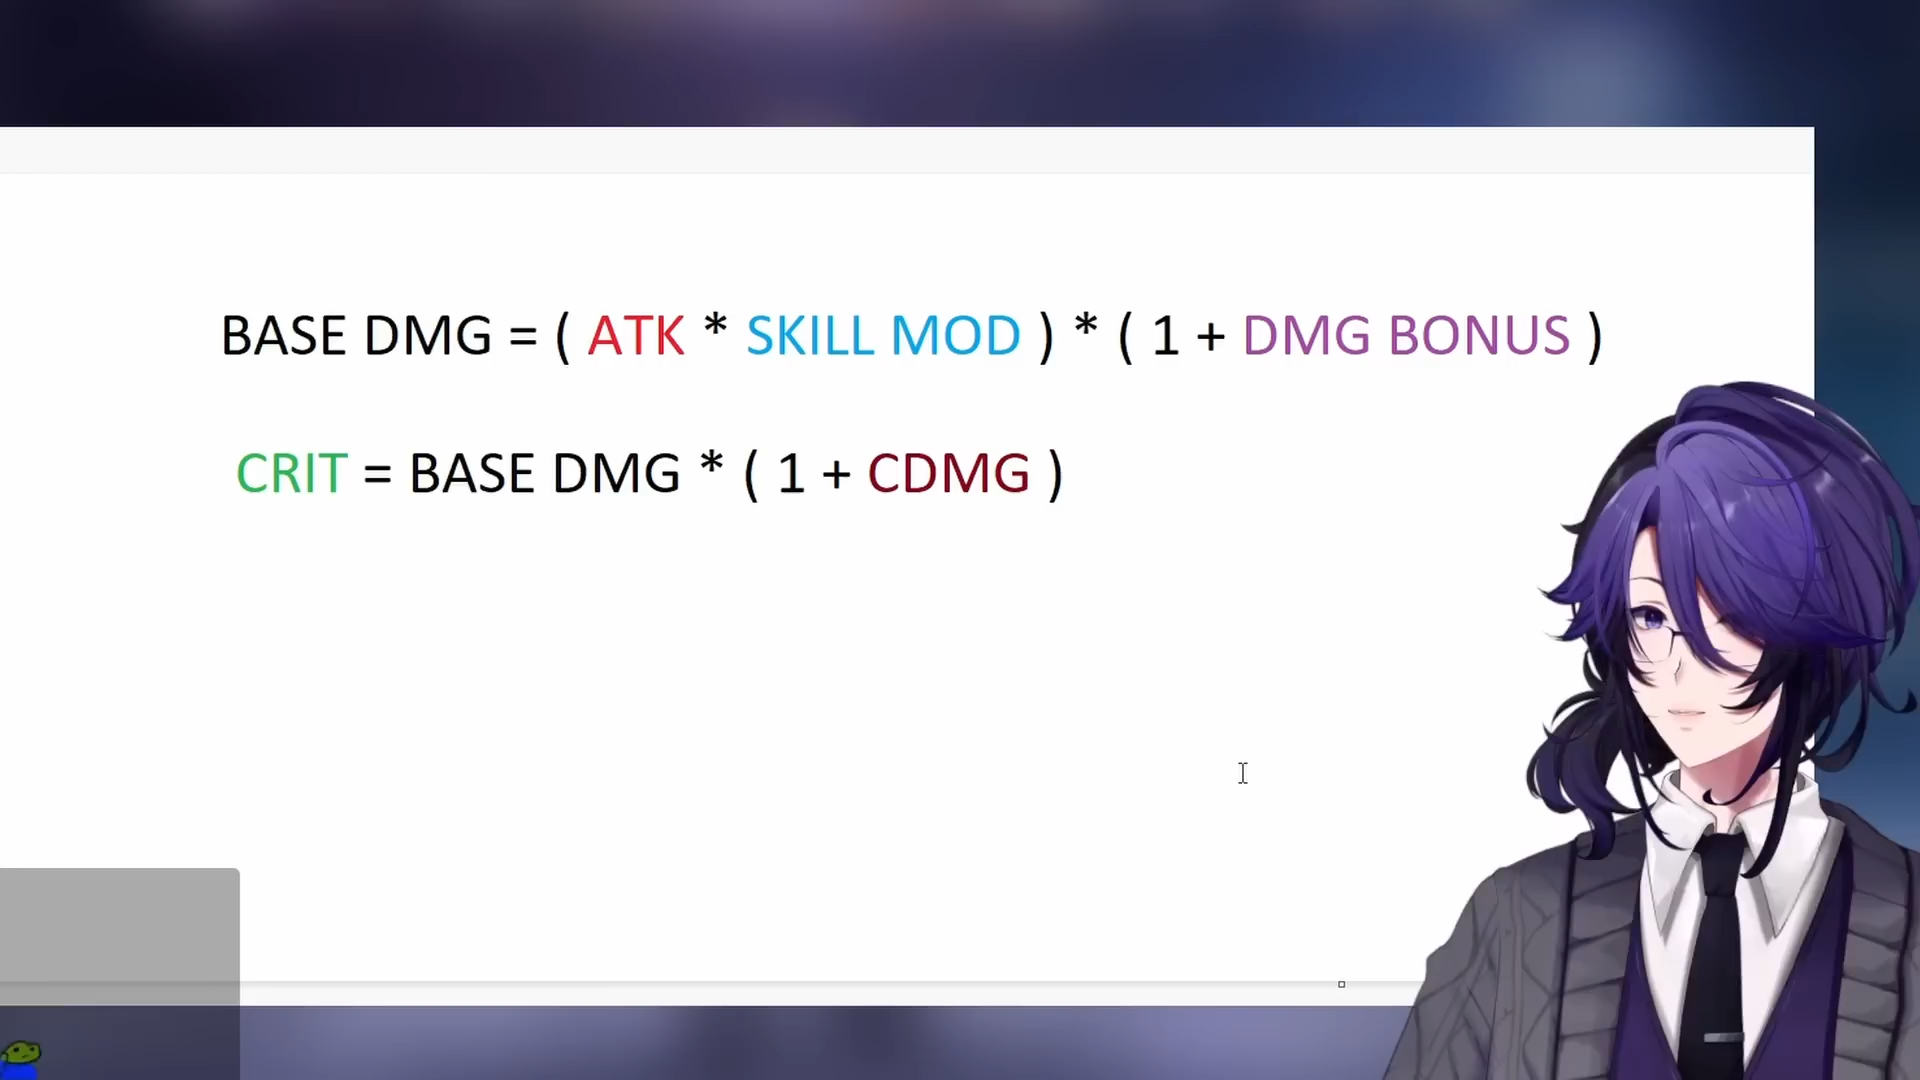 BASE DMG = ( ATK * SKILL MOD ) * ( 1 + DMG BONUS )
CRIT = BASE DMG * ( 1 + CDMG )